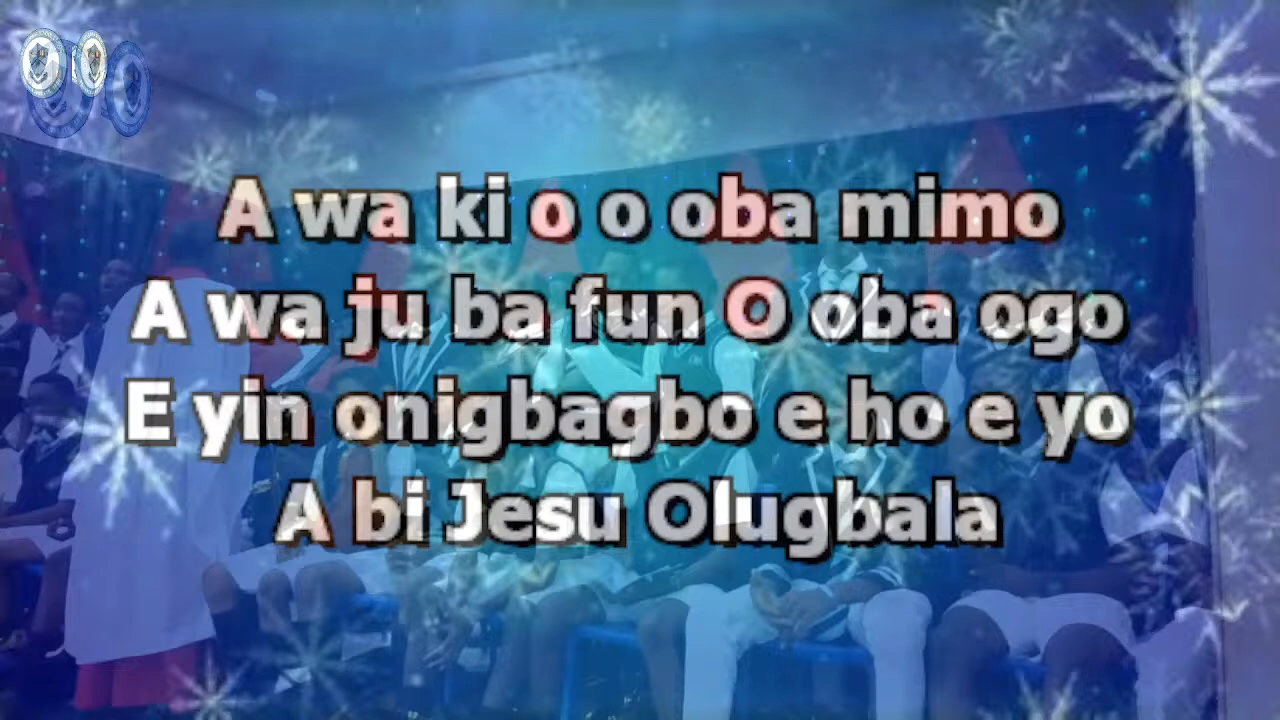 A wa ki o o oba mimo
A wa ju ba fun O oba ogo
E yin onigbagbo e ho e yo
A bi Jesu Olugbala